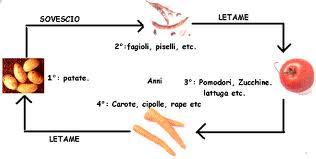 SOVESCIO
LETAME
2°:fagioli, piselli, etc.
1°: patate.
Anni
3°: Pomodori, Zucchine.
lattuga etc.
4°: Carote, cipolle, rape etc
LETAME